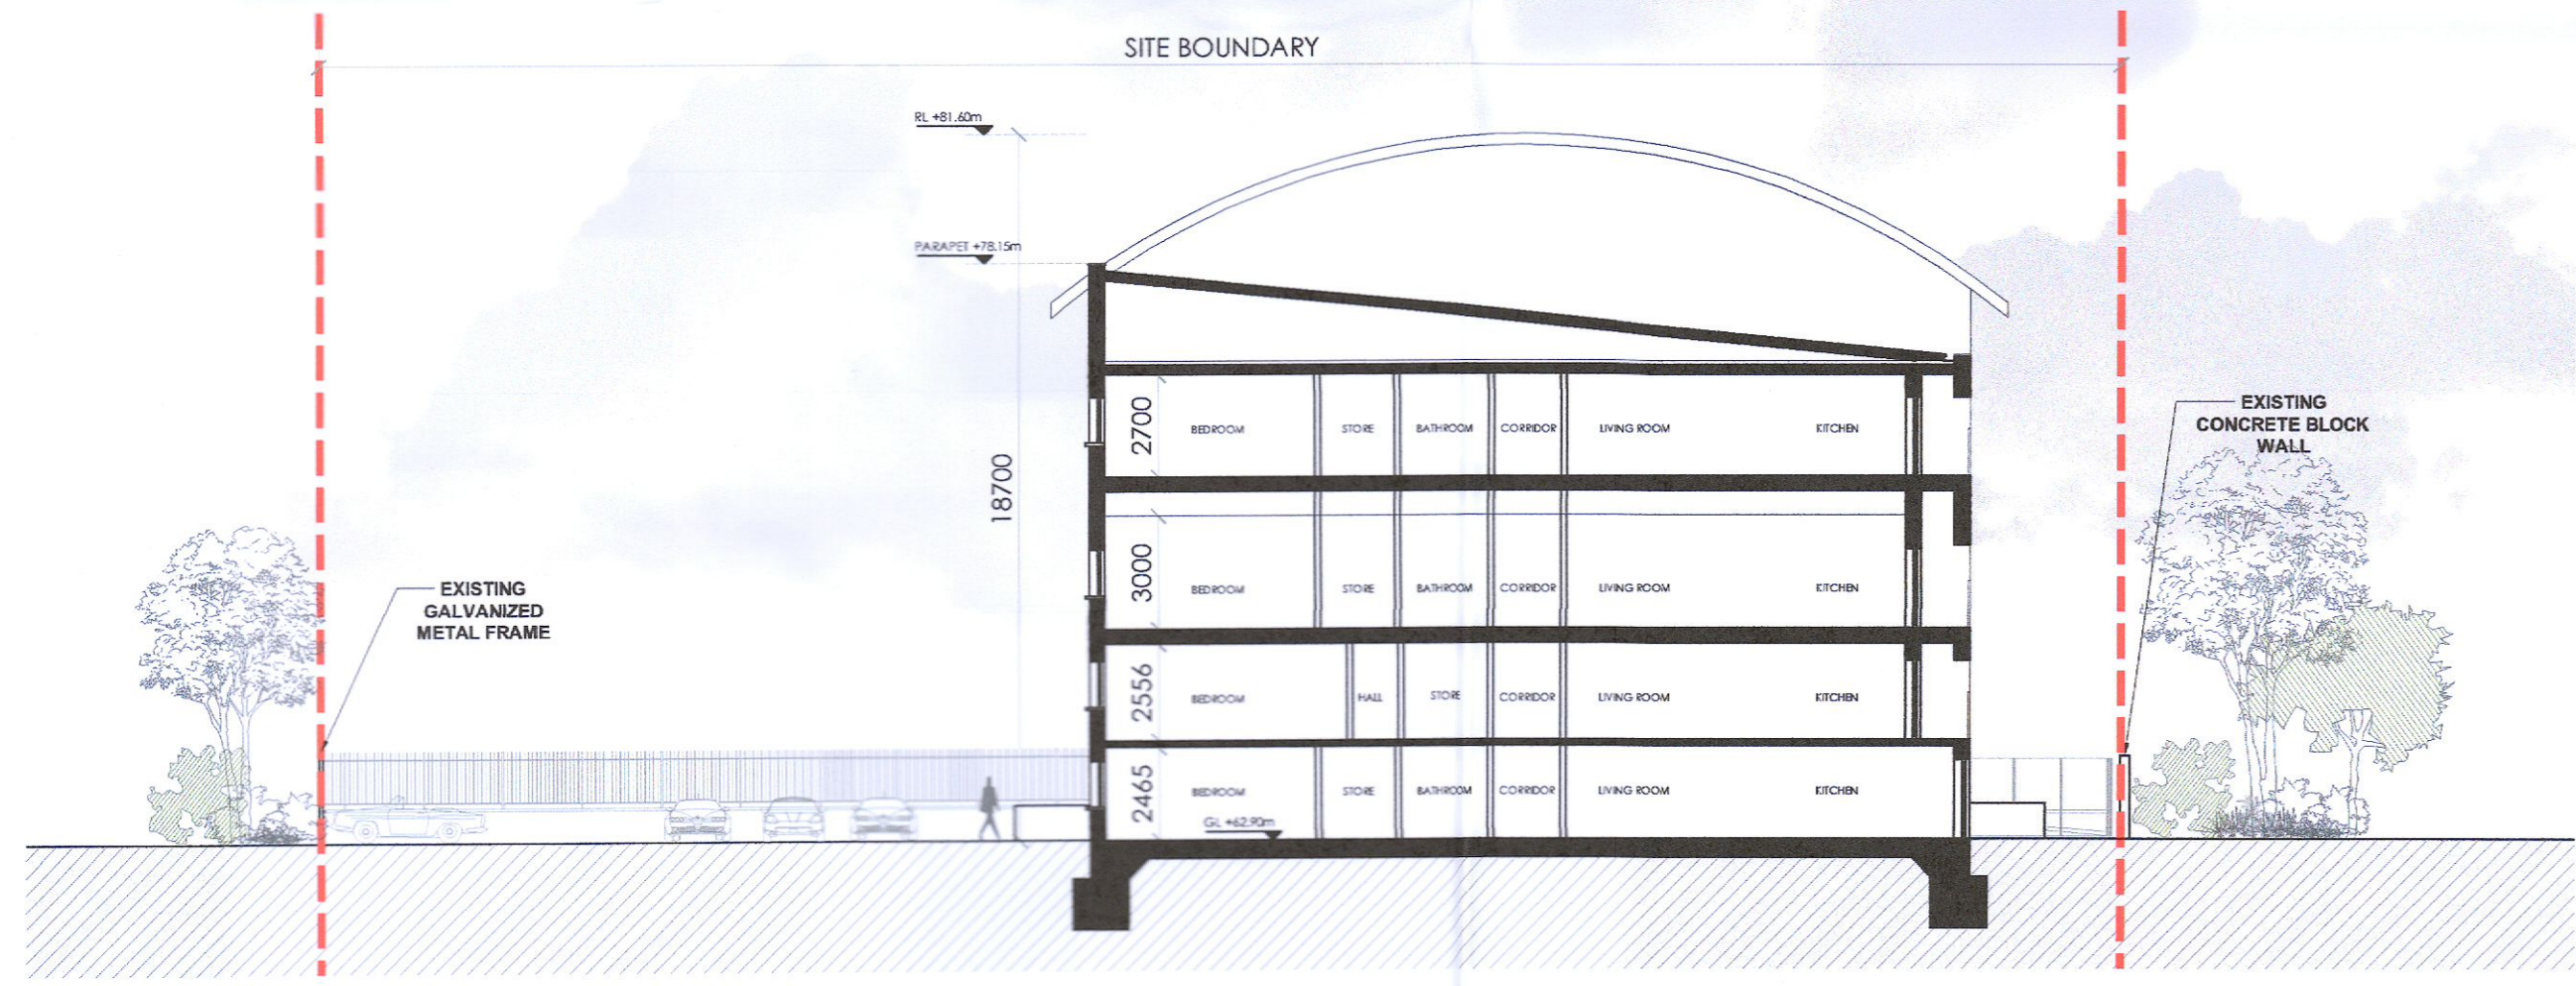 SITE BOUNDARY
RL +81.60m
PARAPET +78.15m
18700
2700
BEDROOM STORE BATHROOM CORRIDOR LIVING ROOM KITCHEN
EXISTING
CONCRETE BLOCK
WALL
3000
BEDROOM STORE BATHROOM CORRIDOR LIVING ROOM KITCHEN
EXISTING
GALVANIZED
METAL FRAME
2556
BEDROOM HALL STORE CORRIDOR LIVING ROOM KITCHEN
2465
BEDROOM STORE BATHROOM CORRIDOR LIVING ROOM KITCHEN
GL +62.90m